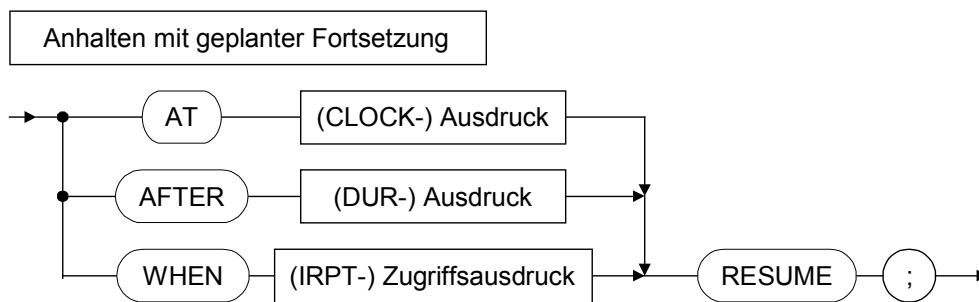 Anhalten mit geplanter Fortsetzung
AT (CLOCK-) Ausdruck
AFTER (DUR-) Ausdruck
WHEN (IRPT-) Zugriffsausdruck RESUME ;